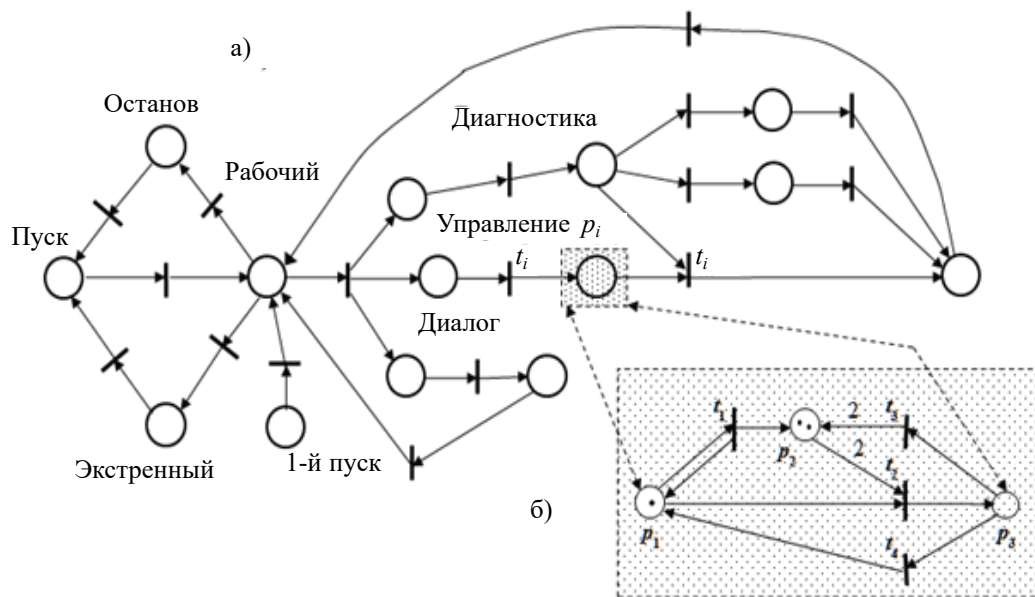 а)
Останов
Диагностика
Рабочий
Пуск
Управление pᵢ
tᵢ
tᵢ
Диалог
Экстренный
1-й пуск
б)
t₁
2
t₃
p₂
2
t₂
p₁
p₃
t₄